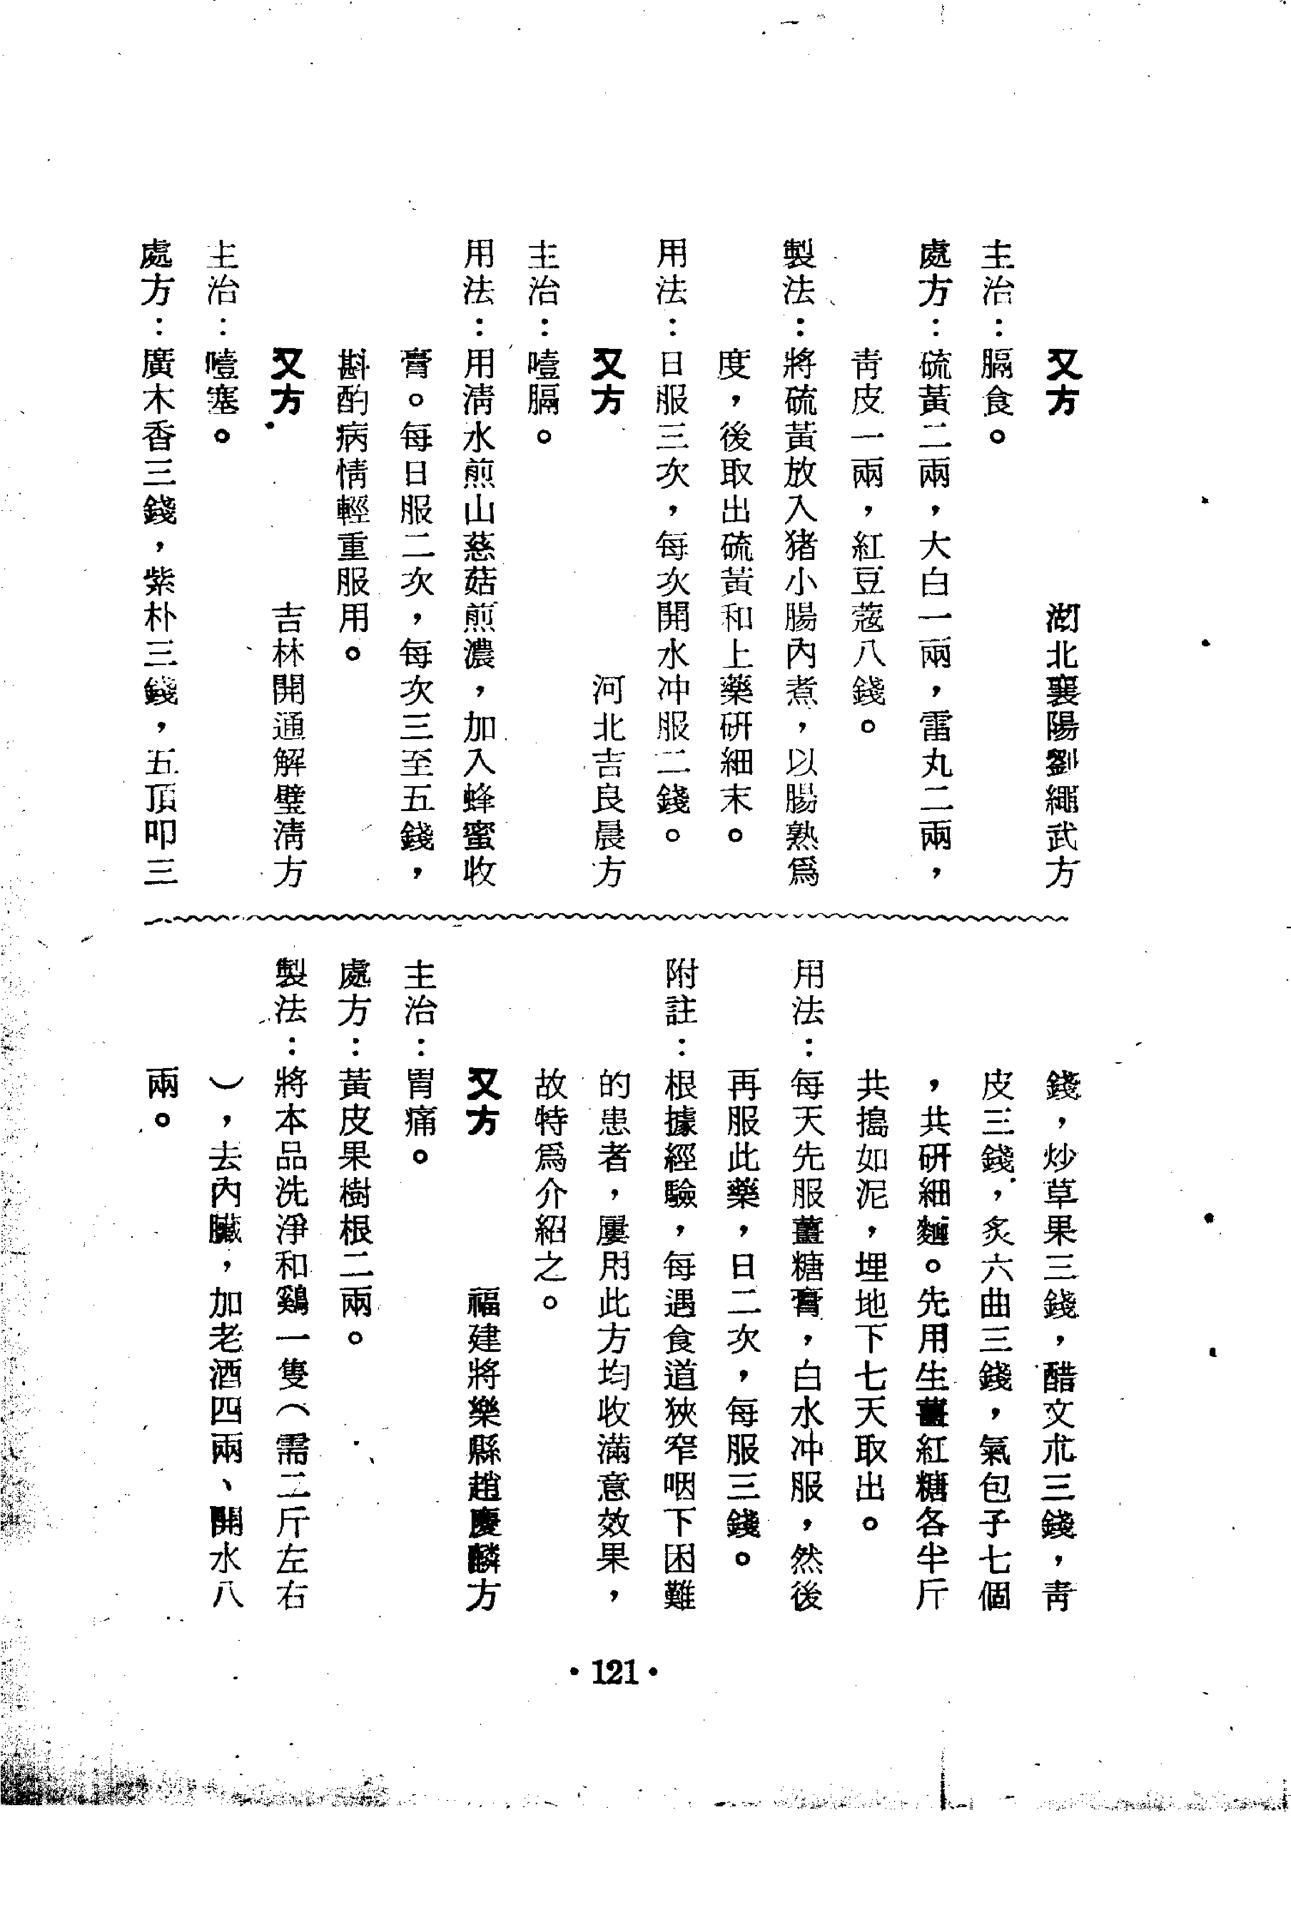 又方　湖北襄陽劉繩武方
主治：膈食。
處方：硫黃二兩，大白一兩，雷丸二兩，
靑皮一兩，紅豆蔻八錢。
製法：將硫黃放入猪小腸內煮，以腸熟爲
度，後取出硫黃和上藥硏細末。
用法：日服三次，每次開水冲服二錢。
又方　河北吉良晨方
主治：噎膈。
用法：用淸水煎山慈菇煎濃，加入蜂蜜收
膏。每日服二次，每次三至五錢，
斟酌病情輕重服用。
又方　吉林開通解璧淸方
主治：噎塞。
處方：廣木香三錢，紫朴三錢，五頂叩三
錢，炒草果三錢，醋文朮三錢，靑
皮三錢，炙六曲三錢，氣包子七個
，共硏細麵。先用生薑紅糖各半斤
共搗如泥，埋地下七天取出。
用法：每天先服薑糖膏，白水冲服，然後
再服此藥，日二次，每服三錢。
附註：根據經驗，每遇食道狹窄咽下困難
的患者，屢用此方均收滿意效果，
故特爲介紹之。
又方　福建將樂縣趙慶麟方
主治：胃痛。
處方：黃皮果樹根二兩。
製法：將本品洗淨和鷄一隻（需二斤左右
），去內臟，加老酒四兩、開水八
兩。
·121·